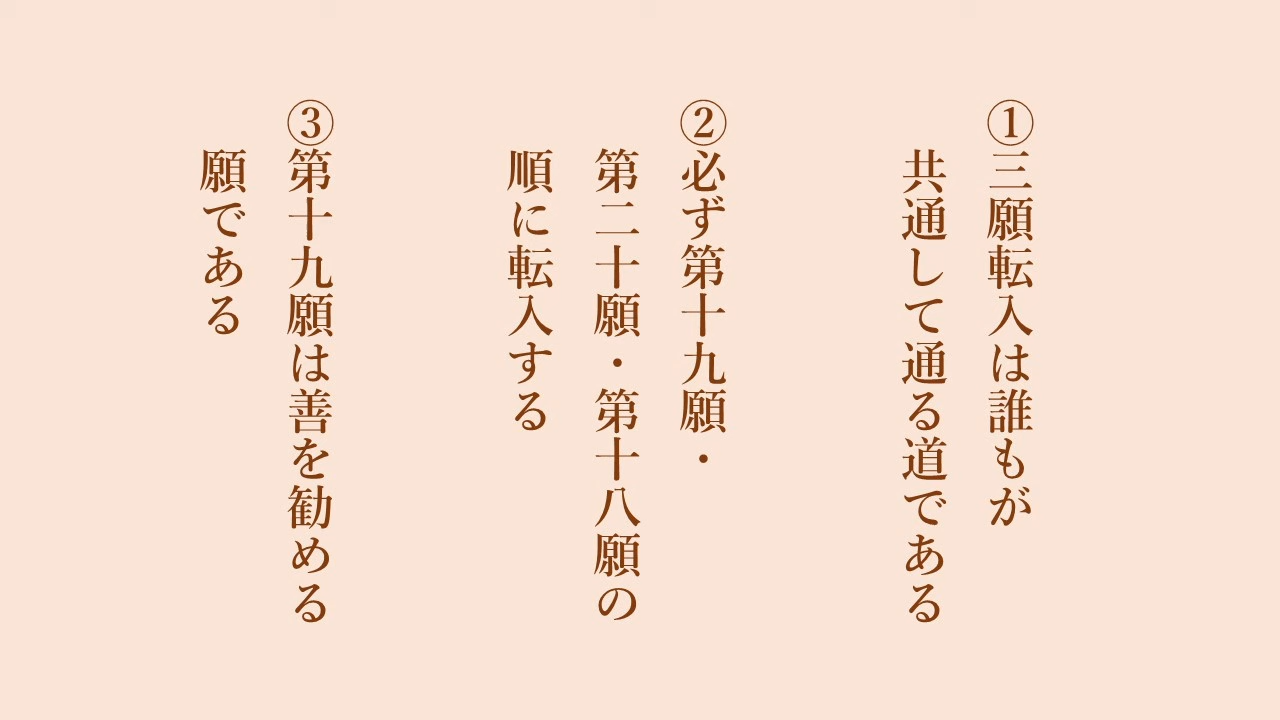 ①三願転入は誰もが
共通して通る道である
②必ず第十九願・
第二十願・第十八願の
順に転入する
③第十九願は善を勧める
願である